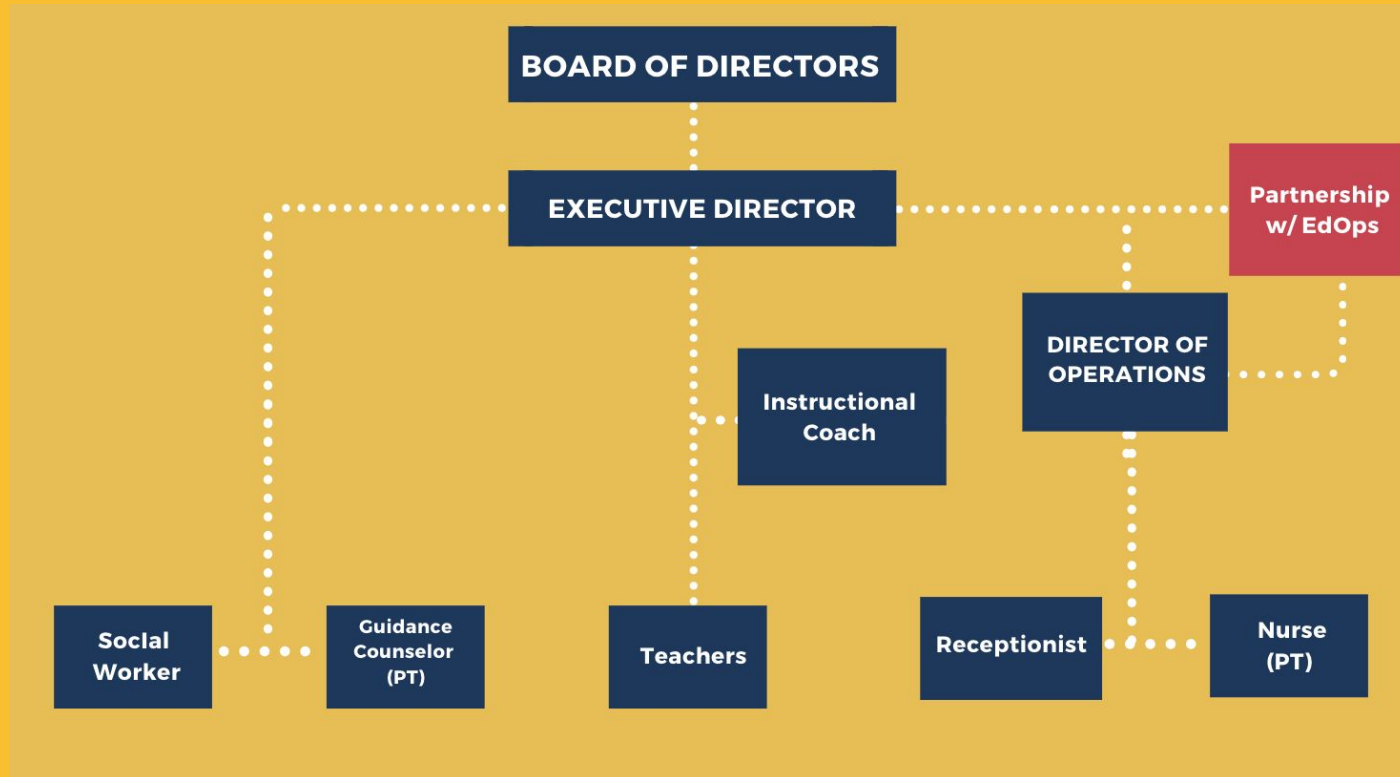 BOARD OF DIRECTORS
EXECUTIVE DIRECTOR
Partnership
w/ EdOps
DIRECTOR OF
OPERATIONS
Instructional
Coach
SocIal
Worker
Guidance
Counselor
(PT)
Teachers
Receptionist
Nurse
(PT)